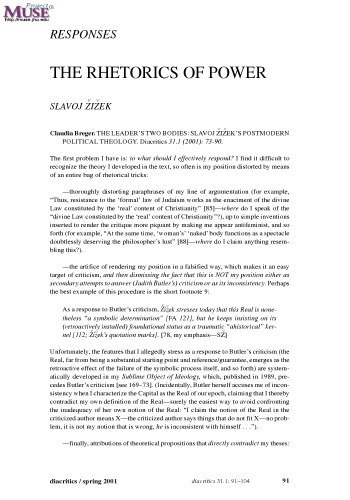 Project
MUSE
http://muse.jhu.edu
RESPONSES
THE RHETORICS OF POWER
SLAVOJ ŽIŽEK
Claudia Breger. THE LEADER'S TWO BODIES: SLAVOJ ŽIŽEK'S POSTMODERN
POLITICAL THEOLOGY. Diacritics 31.1 (2001): 73-90.
The first problem I have is: to what should I effectively respond? I find it difficult to
recognize the theory I developed in the text, so often is my position distorted by means
of an entire bag of rhetorical tricks:
—thoroughly distorting paraphrases of my line of argumentation (for example,
“Thus, resistance to the ‘formal’ law of Judaism works as the enactment of the divine
Law constituted by the ‘real’ content of Christianity” [85]—where do I speak of the
“divine Law constituted by the ‘real’ content of Christianity”?), up to simple inventions
inserted to render the critique more piquant by making me appear antifeminist, and so
forth (for example, “At the same time, ‘woman's’ ‘naked’ body functions as a spectacle
doubtlessly deserving the philosopher's lust” [88]—where do I claim anything resem-
bling this?).
—the artifice of rendering my position in a falsified way, which makes it an easy
target of criticism, and then dismissing the fact that this is NOT my position either as
secondary attempts to answer (Judith Butler's) criticism or as its inconsistency. Perhaps
the best example of this procedure is the short footnote 9:
As a response to Butler's criticism, Žižek stresses today that this Real is none-
theless “a symbolic determination” [FA 121], but he keeps insisting on its
(retroactively installed) foundational status as a traumatic “ahistorical” ker-
nel [112; Žižek's quotation marks]. [78, my emphasis—SŽ]
Unfortunately, the features that I allegedly stress as a response to Butler's criticism (the
Real, far from being a substantial starting point and reference/guarantee, emerges as the
retroactive effect of the failure of the symbolic process itself, and so forth) are system-
atically developed in my Sublime Object of Ideology, which, published in 1989, pre-
cedes Butler's criticism [see 169–73]. (Incidentally, Butler herself accuses me of incon-
sistency when I characterize the Capital as the Real of our epoch, claiming that I thereby
contradict my own definition of the Real—surely the easiest way to avoid confronting
the inadequacy of her own notion of the Real: “I claim the notion of the Real in the
criticized author means X—the criticized author says things that do not fit X—no prob-
lem, it is not my notion that is wrong, he is inconsistent with himself . . .”).
—finally, attributions of theoretical propositions that directly contradict my theses:
diacritics / spring 2001
diacritics 31.1: 91–104
91